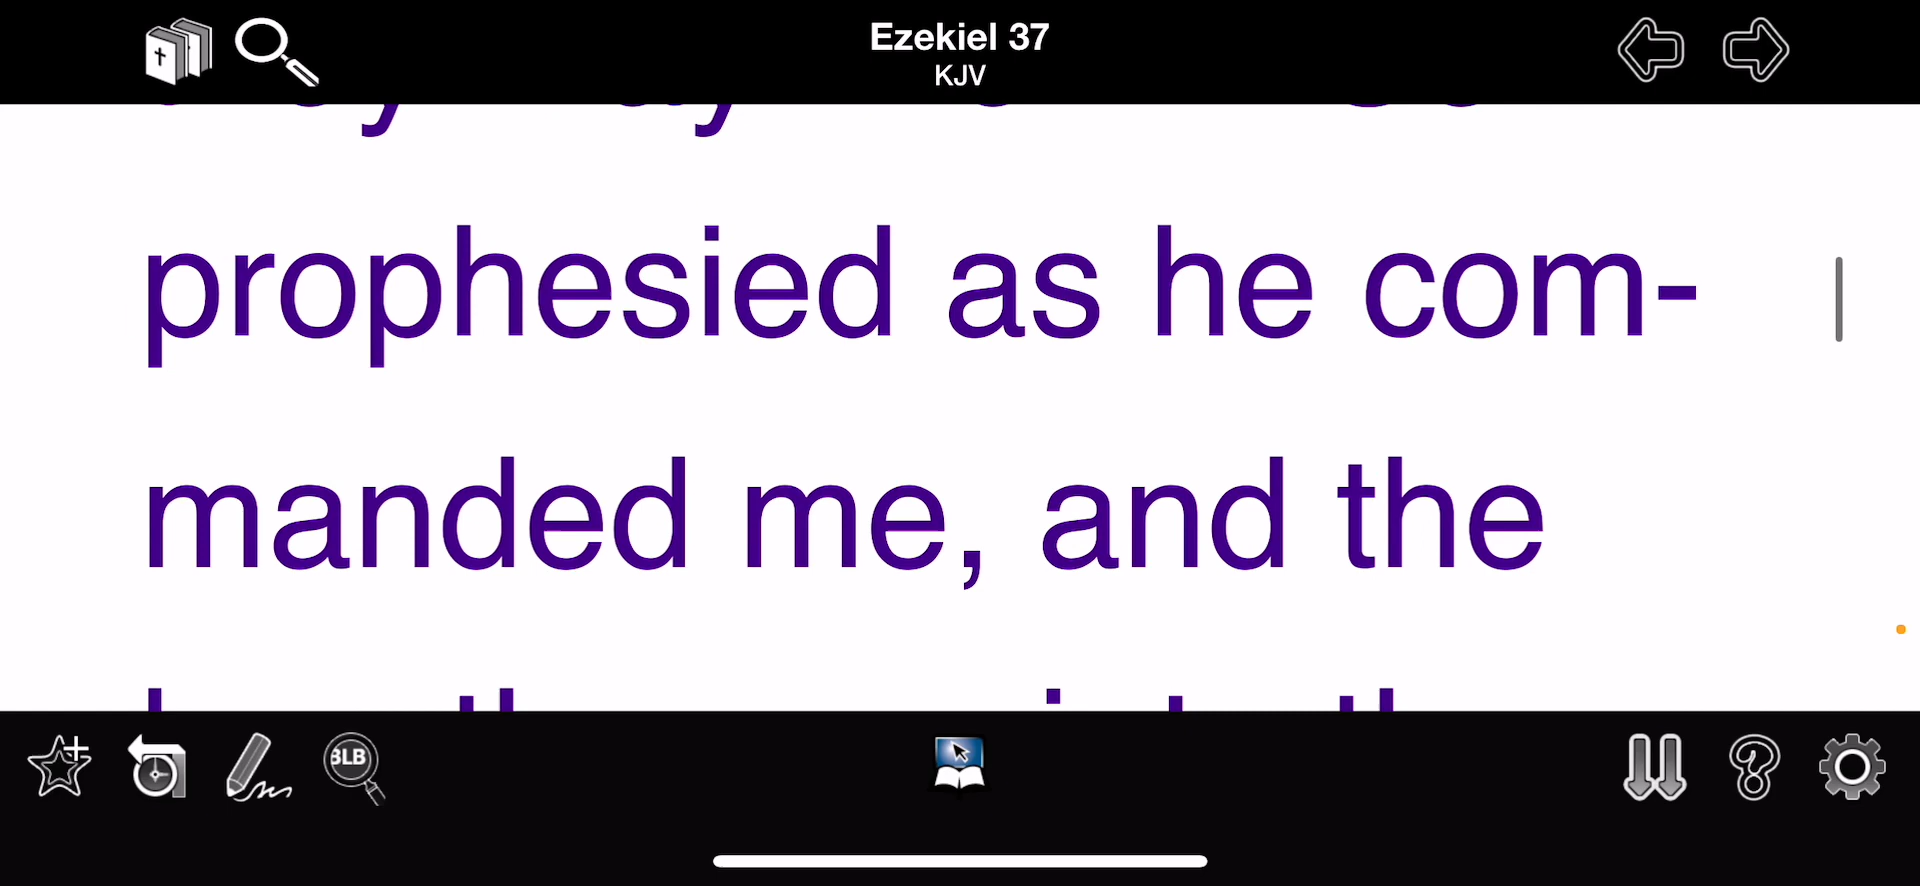 Ezekiel 37
KJV
prophesied as he com-
manded me, and the
BLB